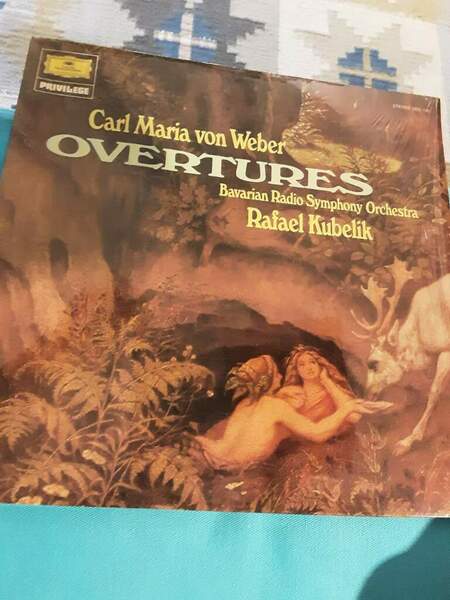 PRIVILEGE
Carl Maria von Weber
OVERTURES
Bavarian Radio Symphony Orchestra
Rafael Kubelik